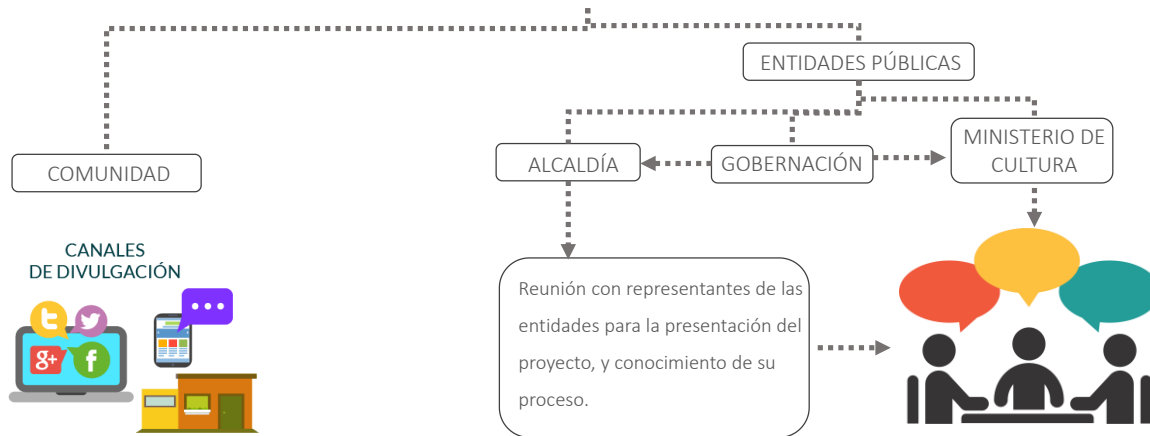 ENTIDADES PÚBLICAS
COMUNIDAD
ALCALDÍA
GOBERNACIÓN
MINISTERIO DE
CULTURA
CANALES
DE DIVULGACIÓN
g+
f
Reunión con representantes de las
entidades para la presentación del
proyecto, y conocimiento de su
proceso.